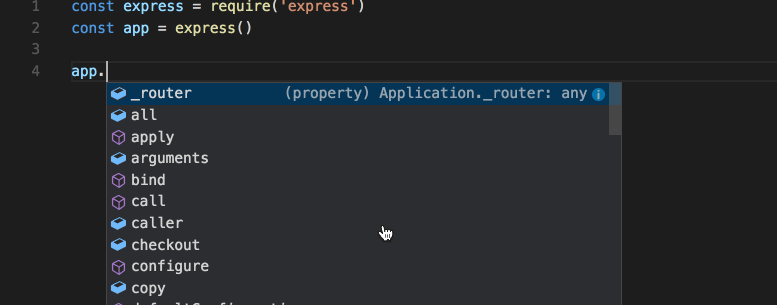 1 const express = require('express')
2 const app = express()
3
4 app.
_router (property) Application._router: any
all
apply
arguments
bind
call
caller
checkout
configure
copy